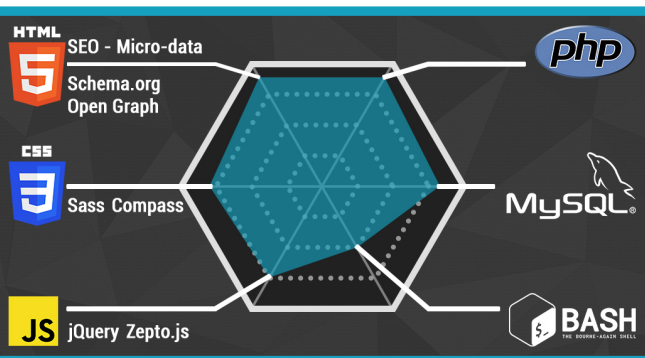 HTML
5
SEO - Micro-data
Schema.org
Open Graph
php
CSS
3
Sass Compass
MySQL®
JS
jQuery Zepto.js
$_
BASH
THE BOURNE-AGAIN SHELL